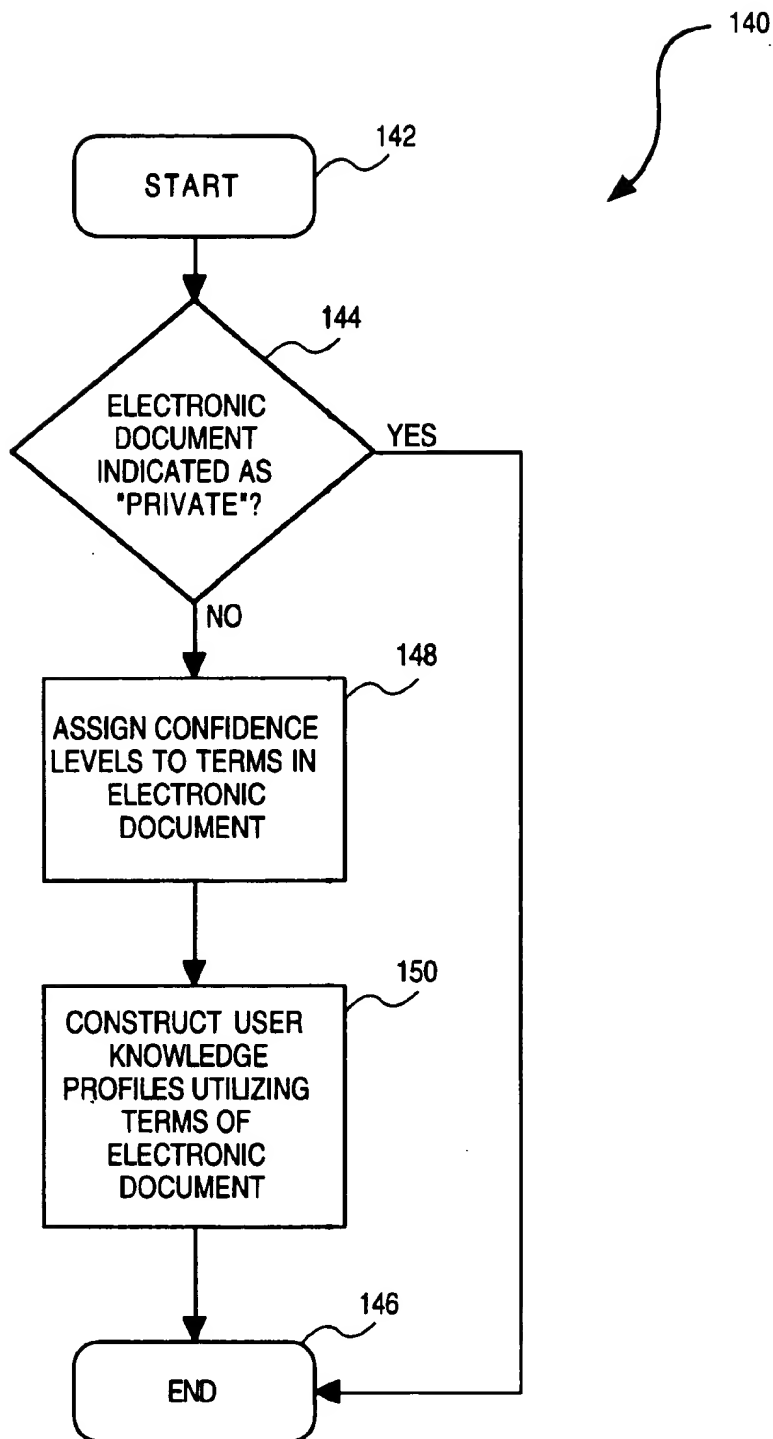 140
142
START
144
ELECTRONIC
DOCUMENT
INDICATED AS
"PRIVATE"?
YES
NO
148
ASSIGN CONFIDENCE
LEVELS TO TERMS IN
ELECTRONIC
DOCUMENT
150
CONSTRUCT USER
KNOWLEDGE
PROFILES UTILIZING
TERMS OF
ELECTRONIC
DOCUMENT
146
END